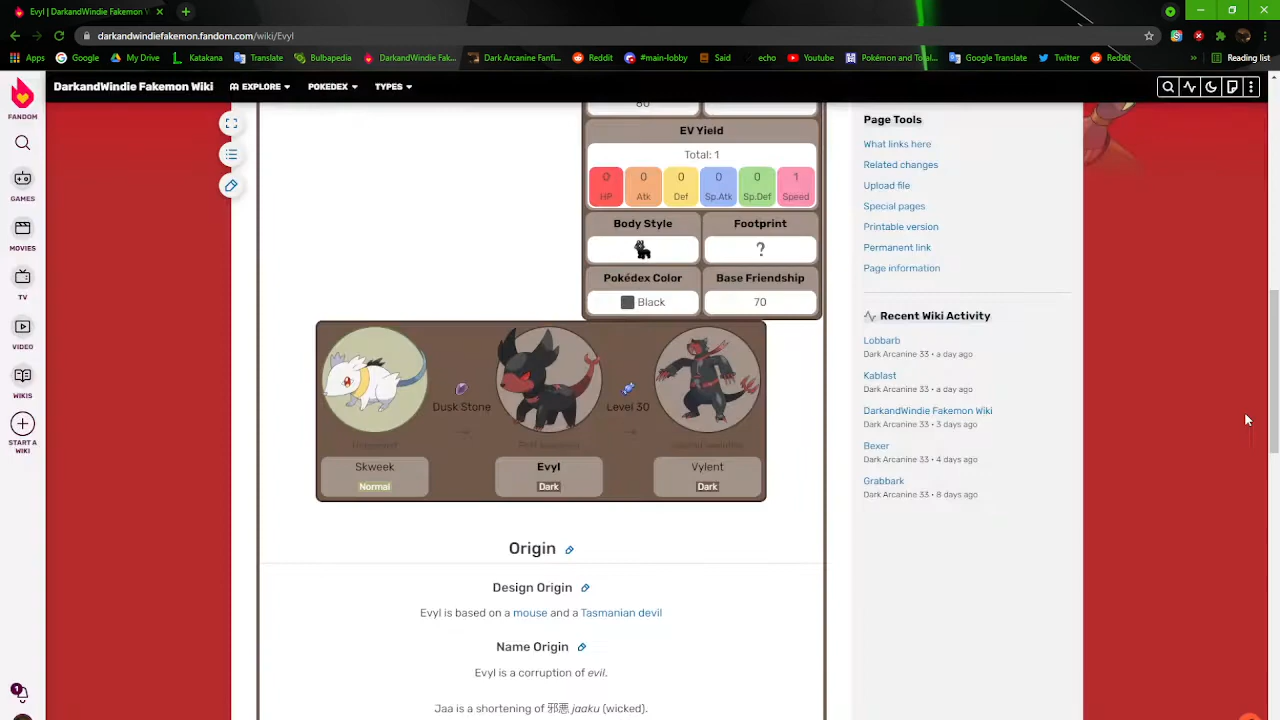 Evyl | DarkandWindie Fakemon
darkandwindiefakemon.fandom.com/wiki/Evyl
Apps
Google
My Drive
Katakana
Translate
Bulbapedia
DarkandWindie Fak...
Dark Arcanine Fanfi...
Reddit
#main-lobby
Said
echo
Youtube
Pokémon and Total...
Google Translate
Twitter
Reddit
»
Reading list
FANDOM
GAMES
MOVIES
TV
VIDEO
WIKIS
START A
WIKI
1
DarkandWindie Fakemon Wiki
EXPLORE
POKEDEX
TYPES
80
EV Yield
Total: 1
0 0 0 0 0 1
HP Atk Def Sp.Atk Sp.Def Speed
Body Style Footprint
?
Pokédex Color Base Friendship
Black 70
Dusk Stone
Level 30
→ →
Skweek Evyl Vylent
Normal Dark Dark
Origin
Design Origin
Evyl is based on a mouse and a Tasmanian devil
Name Origin
Evyl is a corruption of evil.
Jaa is a shortening of 邪悪 jaaku (wicked).
Page Tools
What links here
Related changes
Upload file
Special pages
Printable version
Permanent link
Page information
Recent Wiki Activity
Lobbarb
Dark Arcanine 33 • a day ago
Kablast
Dark Arcanine 33 • a day ago
DarkandWindie Fakemon Wiki
Dark Arcanine 33 • 3 days ago
Bexer
Dark Arcanine 33 • 4 days ago
Grabbark
Dark Arcanine 33 • 8 days ago